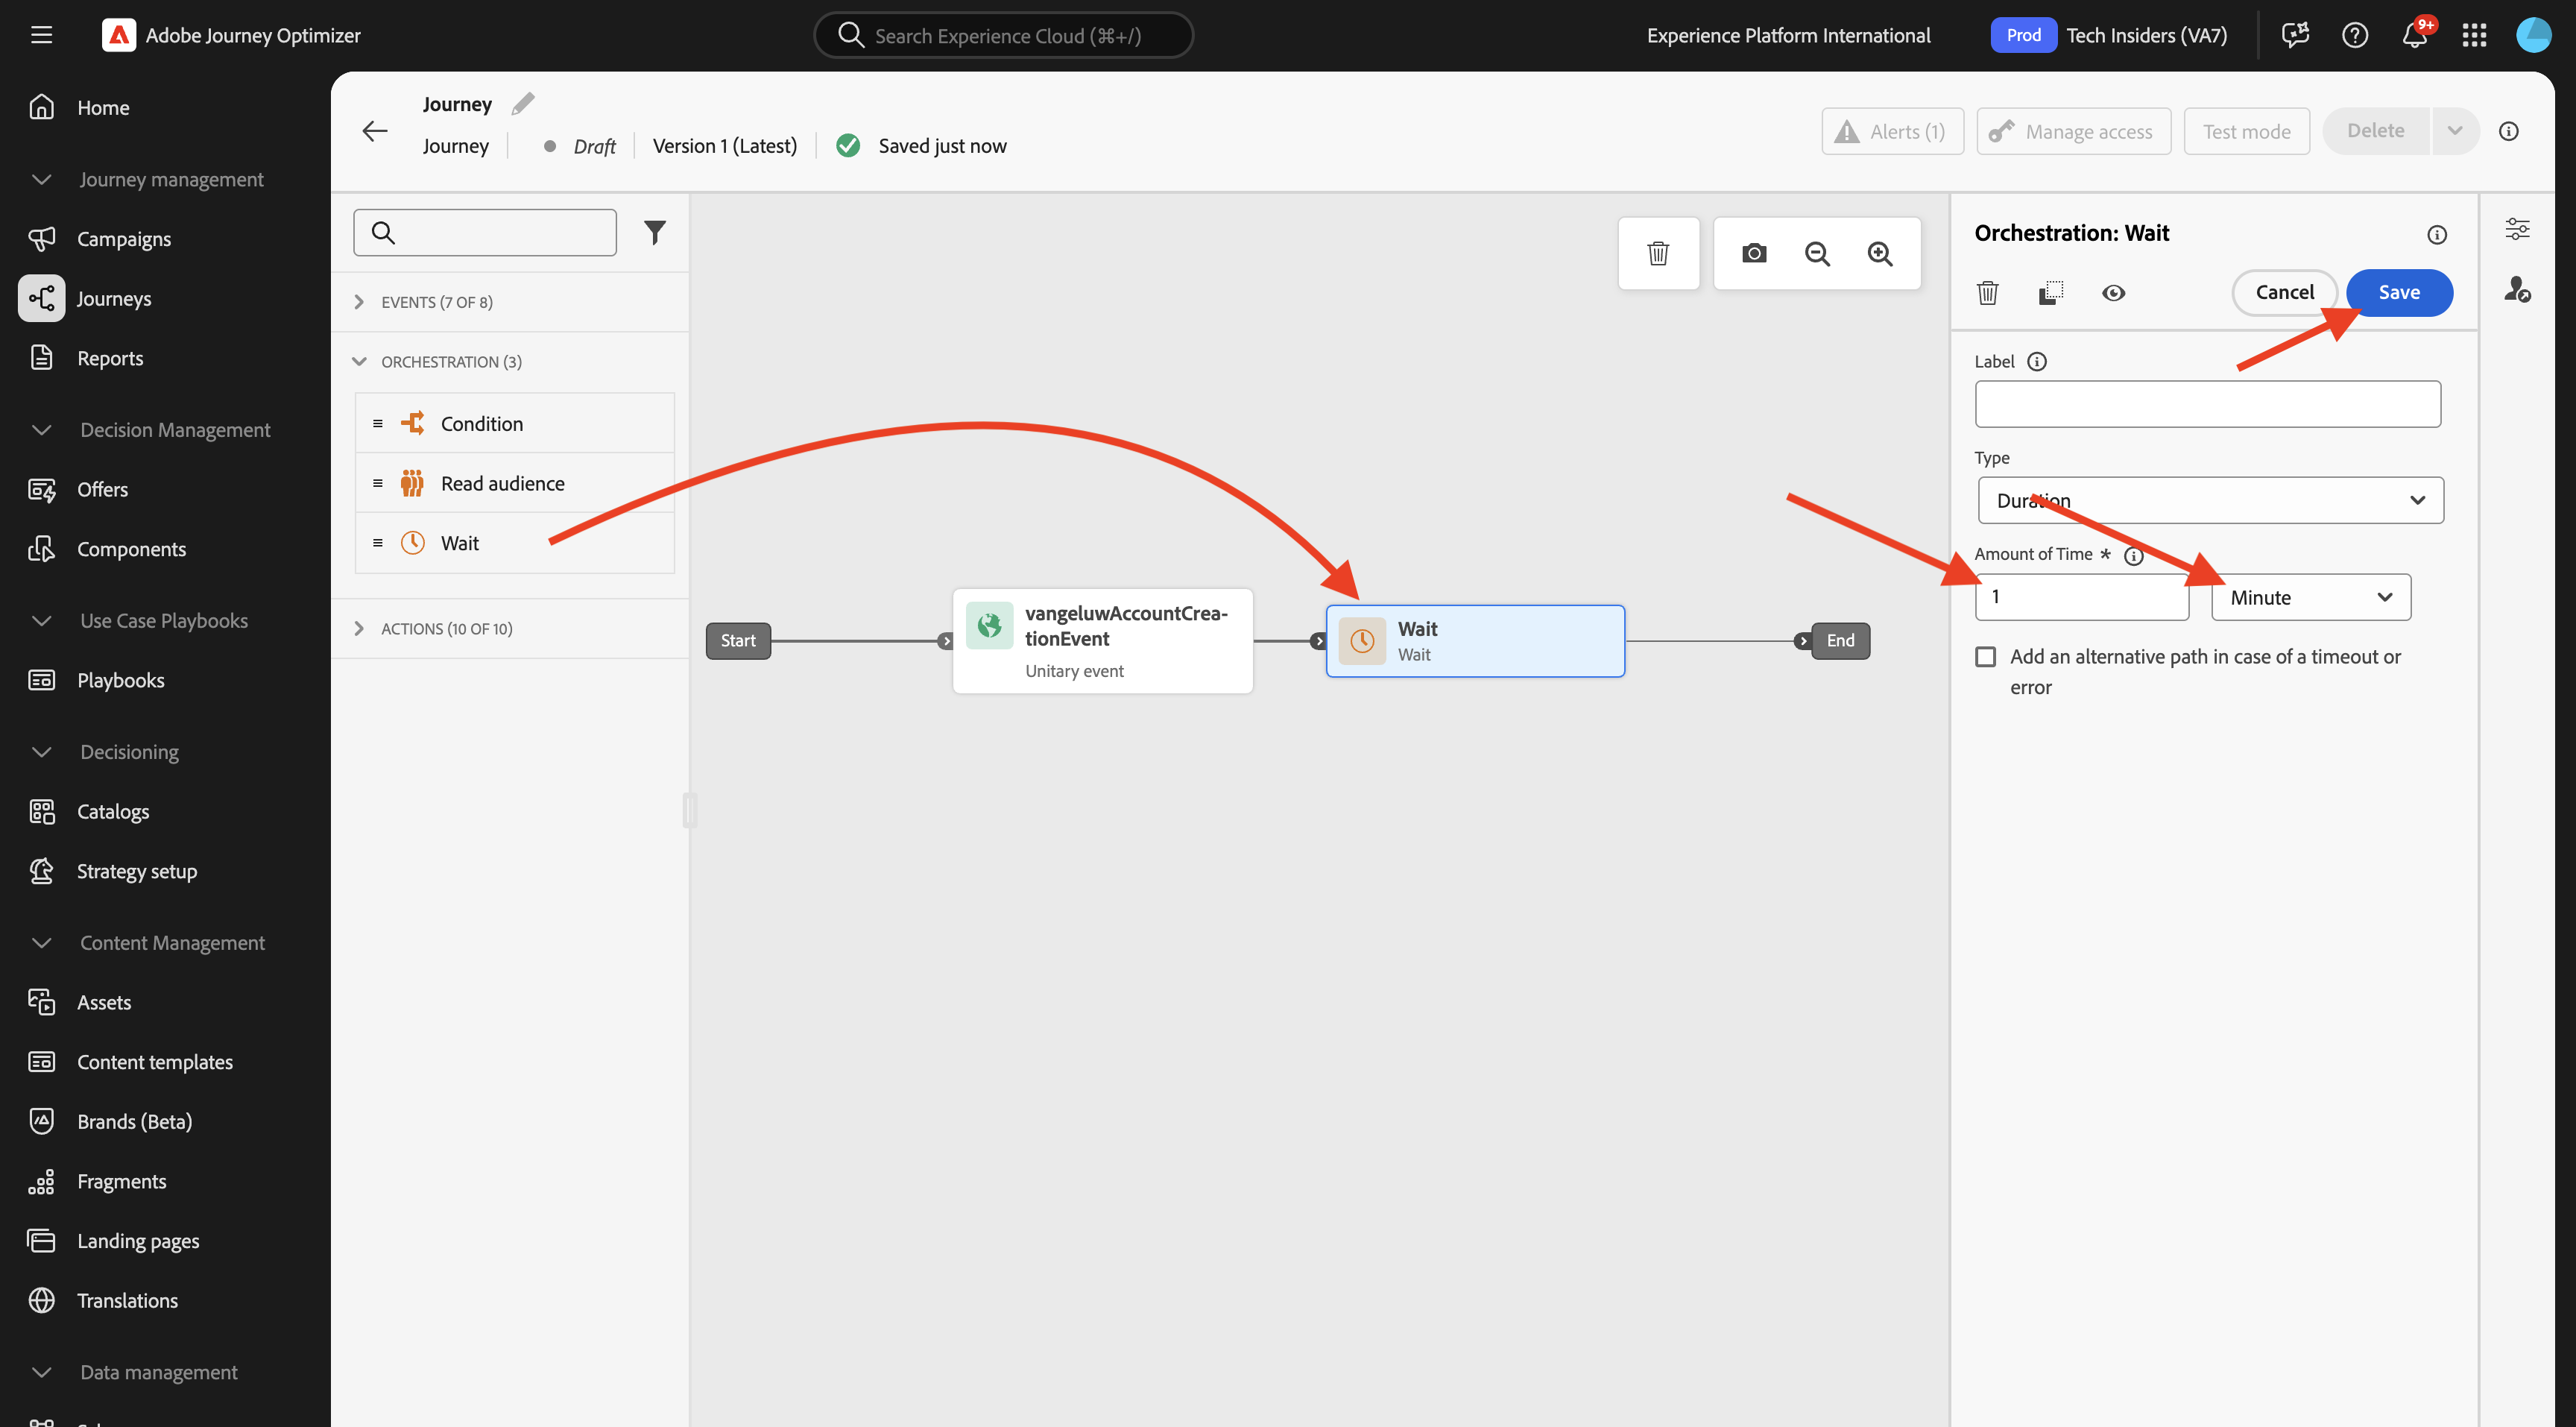 Adobe Journey Optimizer
Search Experience Cloud (⌘+/)
Experience Platform International
Prod
Tech Insiders (VA7)
9+
Home
Journey management
Campaigns
Journeys
Reports
Decision Management
Offers
Components
Use Case Playbooks
Playbooks
Decisioning
Catalogs
Strategy setup
Content Management
Assets
Content templates
Brands (Beta)
Fragments
Landing pages
Translations
Data management
Journey
Journey
Draft
Version 1 (Latest)
Saved just now
Alerts (1)
Manage access
Test mode
Delete
EVENTS (7 OF 8)
ORCHESTRATION (3)
Condition
Read audience
Wait
ACTIONS (10 OF 10)
Start
vangeluwAccountCrea-
tionEvent
Unitary event
Wait
Wait
End
Orchestration: Wait
Cancel
Save
Label
Type
Duration
Amount of Time *
1
Minute
Add an alternative path in case of a timeout or
error